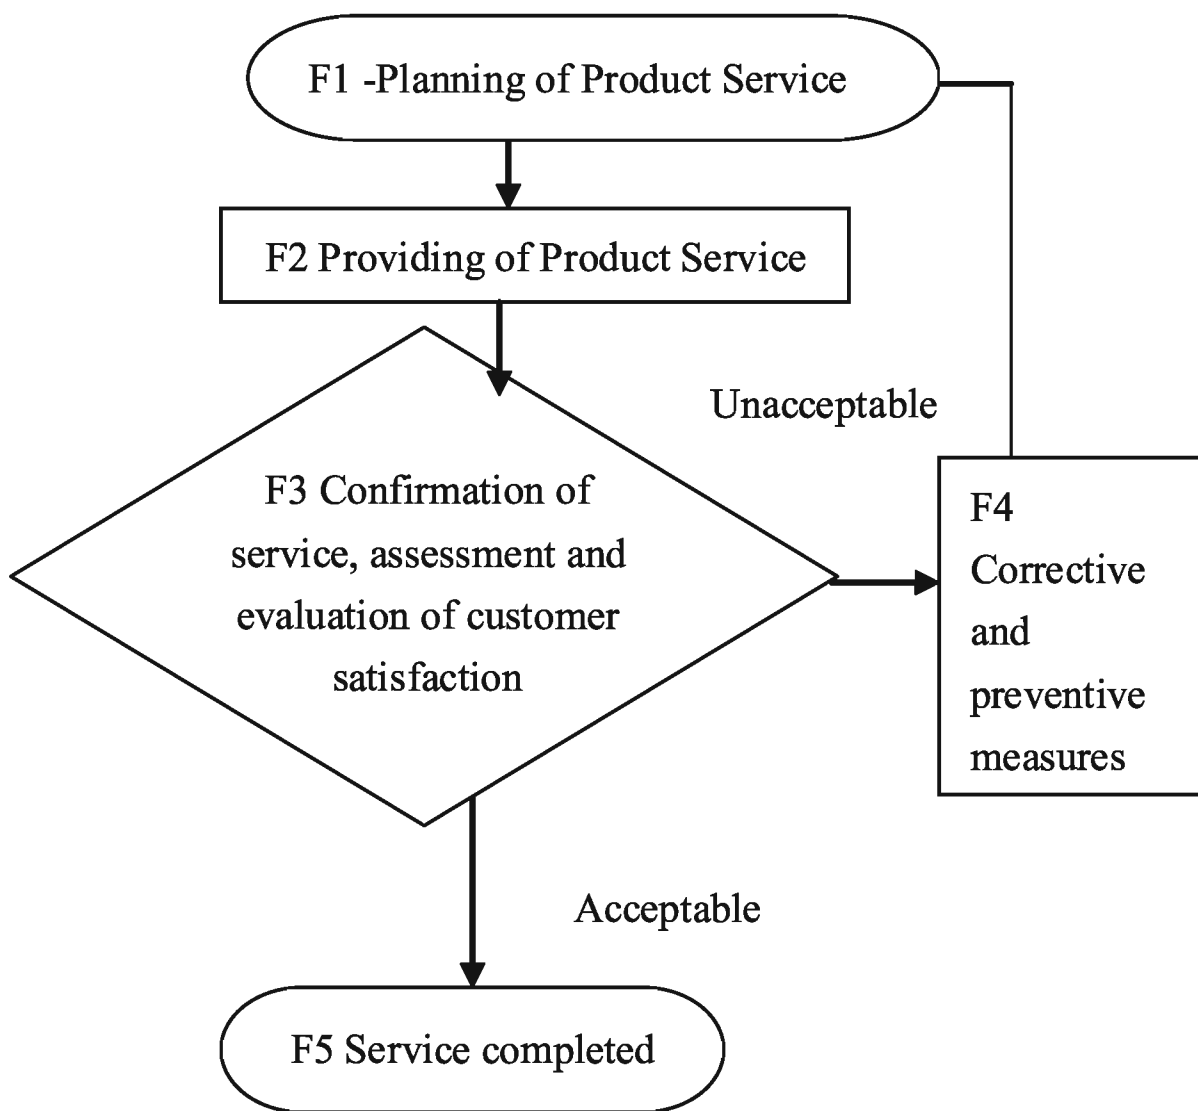 F1 -Planning of Product Service
F2 Providing of Product Service
Unacceptable
F3 Confirmation of
service, assessment and
evaluation of customer
satisfaction
F4
Corrective
and
preventive
measures
Acceptable
F5 Service completed